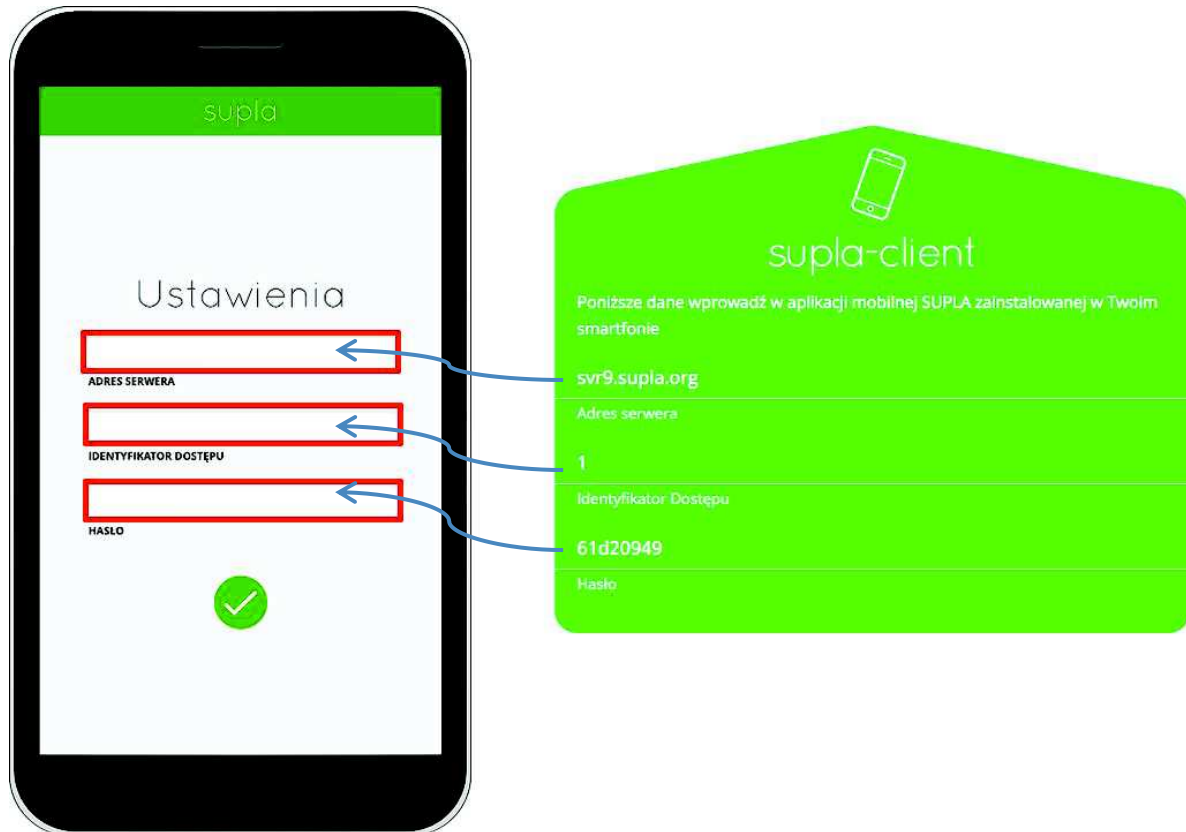 supla
Ustawienia
ADRES SERWERA
IDENTYFIKATOR DOSTĘPU
HASŁO
supla-client
Poniższe dane wprowadź w aplikacji mobilnej SUPLA zainstalowanej w Twoim
smartfonie
svr9.supla.org
Adres serwera
1
Identyfikator Dostępu
61d20949
Hasło